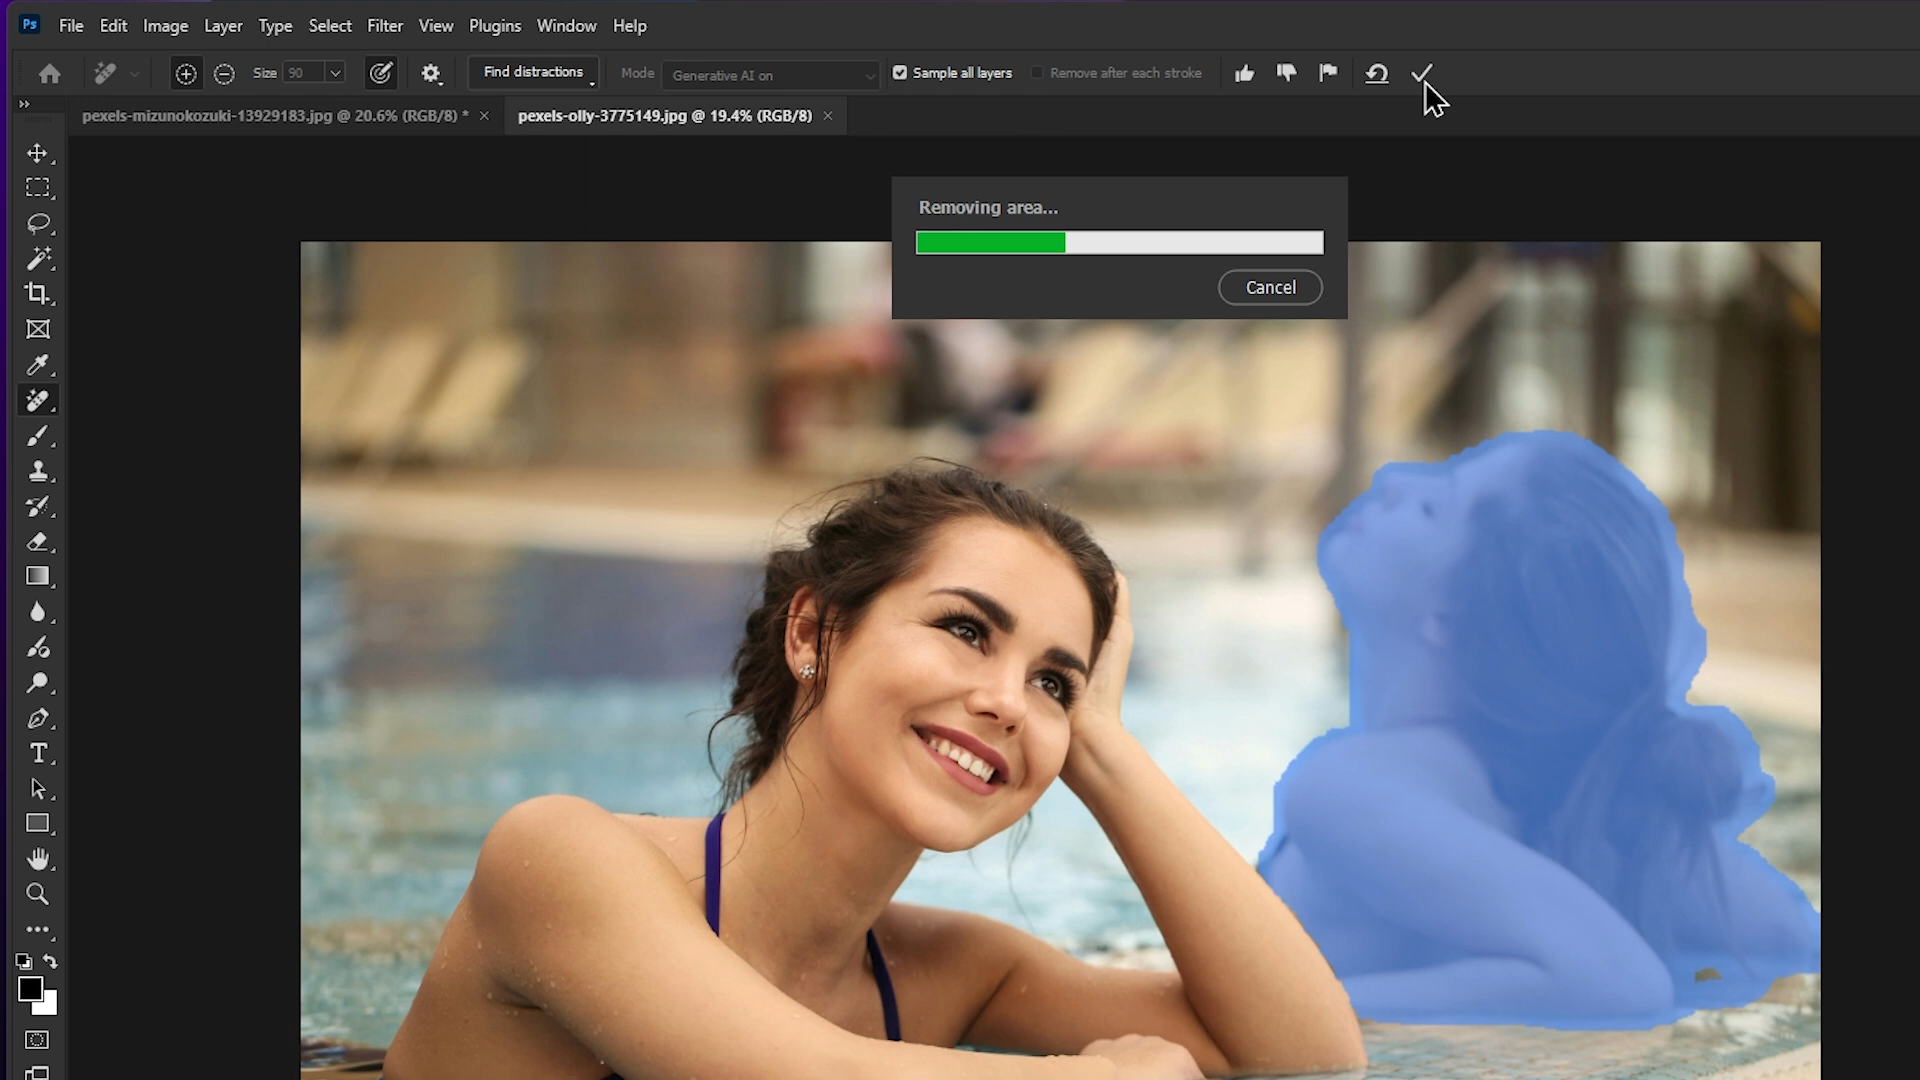 Ps File Edit Image Layer Type Select Filter View Plugins Window Help
Size 90 Find distractions Mode Generative AI on Sample all layers Remove after each stroke
pexels-mizunokozuki-13929183.jpg @ 20.6% (RGB/8) * × pexels-olly-3775149.jpg @ 19.4% (RGB/8) ×
Removing area...
Cancel